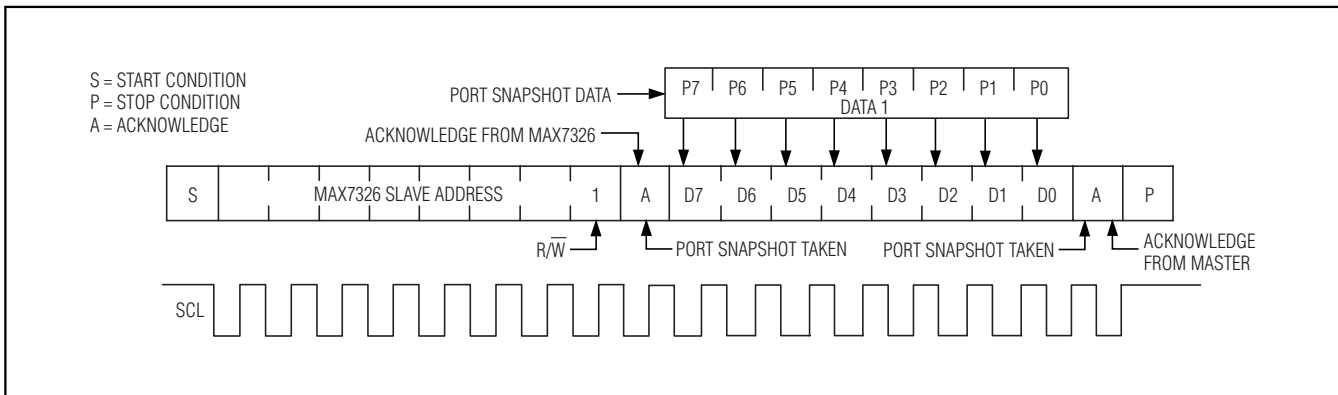 S = START CONDITION
P = STOP CONDITION
A = ACKNOWLEDGE
PORT SNAPSHOT DATA
P7 P6 P5 P4 P3 P2 P1 P0
DATA 1
ACKNOWLEDGE FROM MAX7326
S MAX7326 SLAVE ADDRESS 1 A D7 D6 D5 D4 D3 D2 D1 D0 A P
R/W̅ PORT SNAPSHOT TAKEN PORT SNAPSHOT TAKEN ACKNOWLEDGE
FROM MASTER
SCL